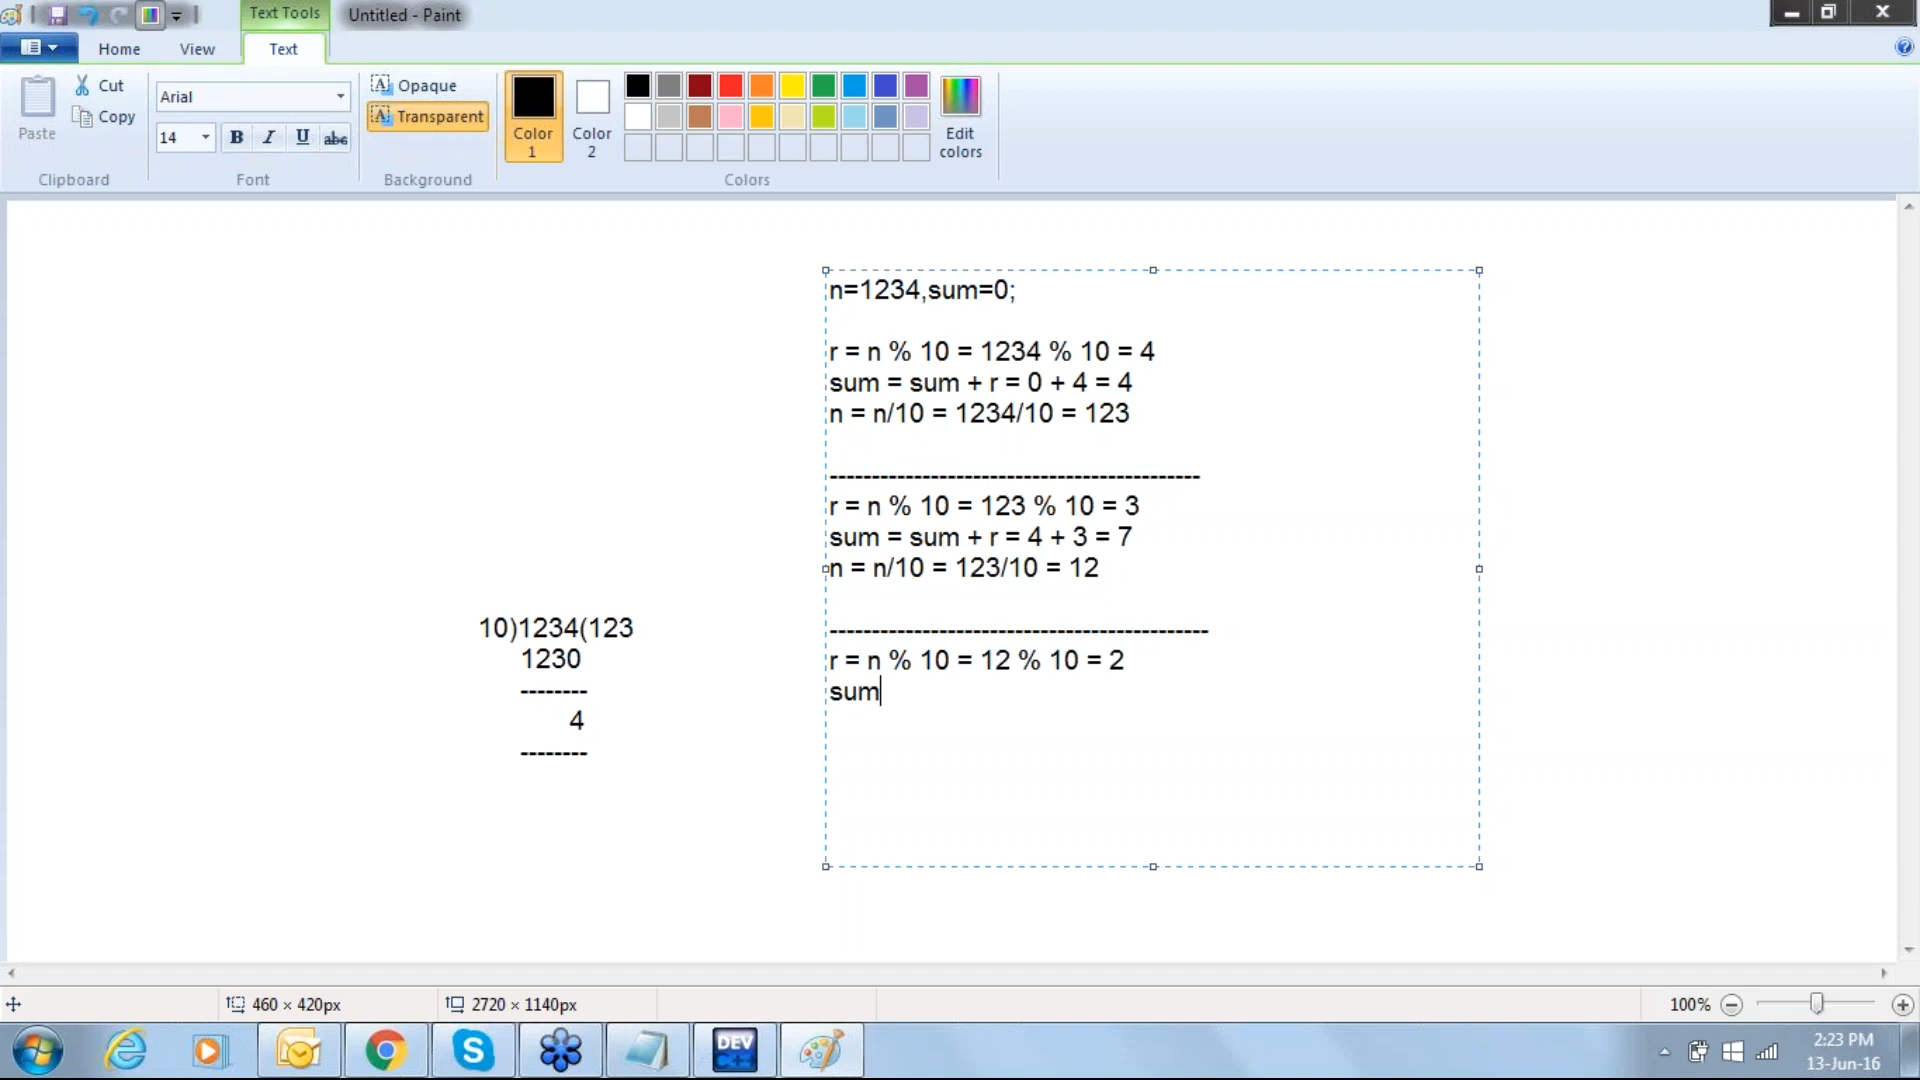 Text Tools
Untitled - Paint
Home
View
Text
Paste
Cut
Copy
Clipboard
Arial
14
B I U abc
Font
Opaque
Transparent
Background
Color 1
Color 2
Edit colors
Colors
n=1234,sum=0;
r = n % 10 = 1234 % 10 = 4
sum = sum + r = 0 + 4 = 4
n = n/10 = 1234/10 = 123
--------------------------------------------
r = n % 10 = 123 % 10 = 3
sum = sum + r = 4 + 3 = 7
n = n/10 = 123/10 = 12
---------------------------------------------
r = n % 10 = 12 % 10 = 2
sum
10)1234(123
1230
--------
4
--------
460 × 420px
2720 × 1140px
100%
DEV C++
2:23 PM
13-Jun-16